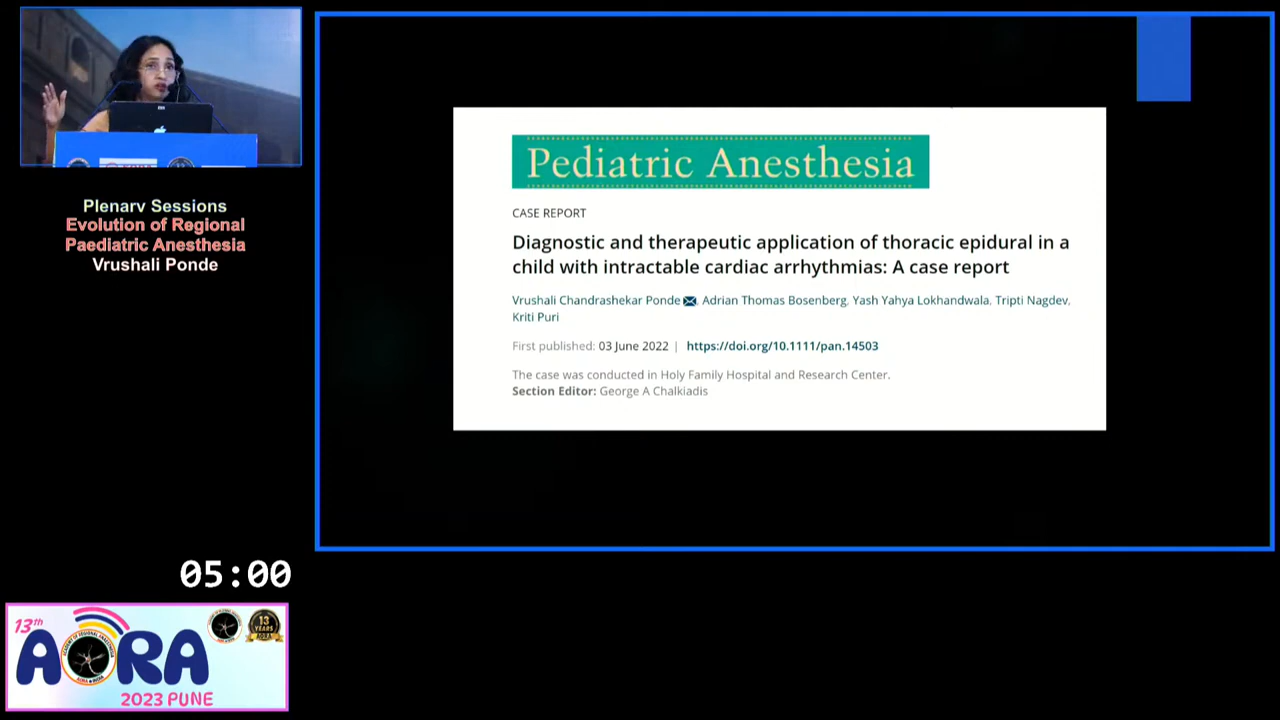 Plenarv Sessions
Evolution of Regional
Paediatric Anesthesia
Vrushali Ponde
05:00
13th
AORA
2023 PUNE
13
YEARS
AORA
Pediatric Anesthesia
CASE REPORT
Diagnostic and therapeutic application of thoracic epidural in a
child with intractable cardiac arrhythmias: A case report
Vrushali Chandrashekar Ponde, Adrian Thomas Bosenberg, Yash Yahya Lokhandwala, Tripti Nagdev,
Kriti Puri
First published: 03 June 2022 | https://doi.org/10.1111/pan.14503
The case was conducted in Holy Family Hospital and Research Center.
Section Editor: George A Chalkiadis